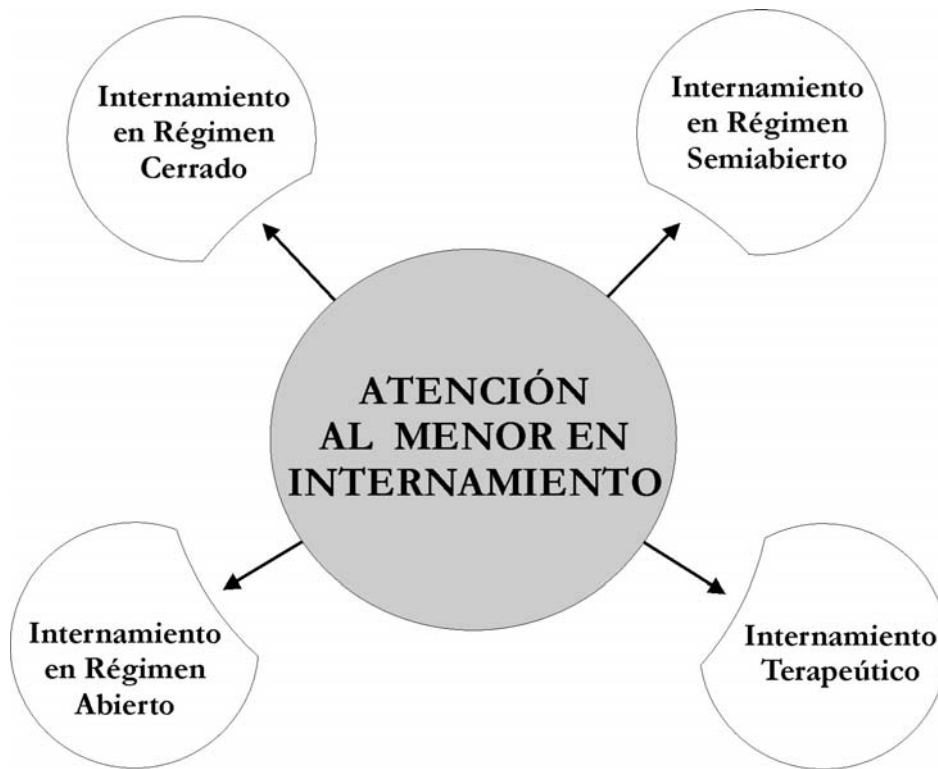 Internamiento
en Régimen
Cerrado
Internamiento
en Régimen
Semiabierto
ATENCIÓN
AL MENOR EN
INTERNAMIENTO
Internamiento
en Régimen
Abierto
Internamiento
Terapeútico